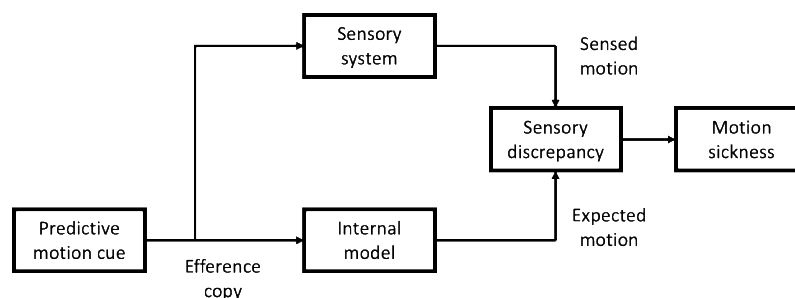 Sensory
system
Sensed
motion
Sensory
discrepancy
Motion
sickness
Predictive
motion cue
Efference
copy
Internal
model
Expected
motion